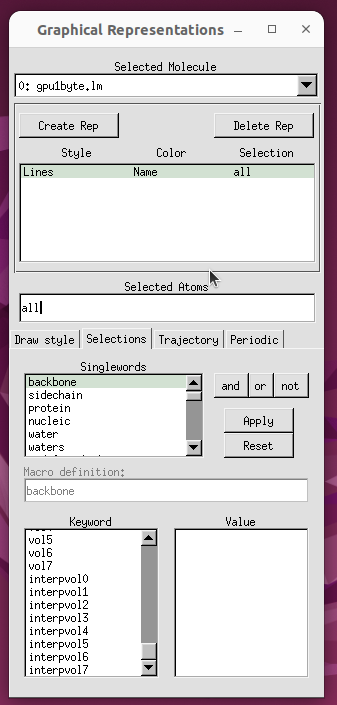 Graphical Representations
Selected Molecule
0: gpu1byte.lm
Create Rep Delete Rep
Style Color Selection
Lines Name all
Selected Atoms
all
Draw style Selections Trajectory Periodic
Singlewords
backbone
sidechain
protein
nucleic
water
waters
and or not
Apply
Reset
Macro definition:
backbone
Keyword Value
vol5
vol6
vol7
interpvol0
interpvol1
interpvol2
interpvol3
interpvol4
interpvol5
interpvol6
interpvol7